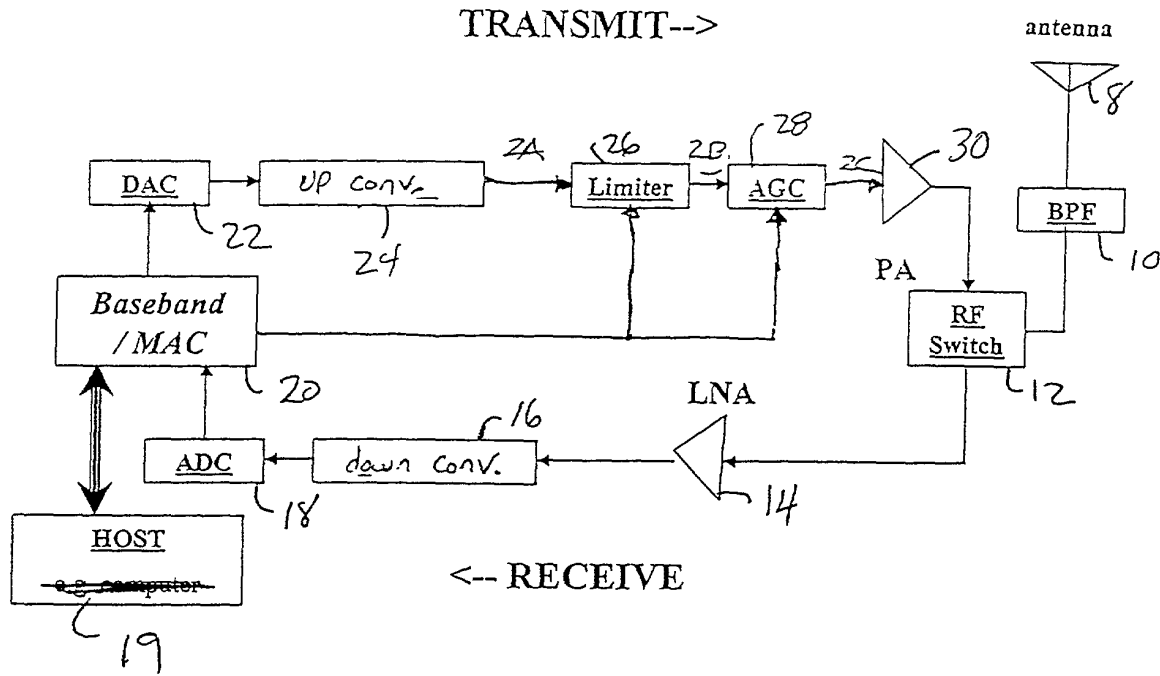 TRANSMIT-->
antenna
8
2A
26
2B
28
2C
30
DAC
UP conv.
Limiter
AGC
BPF
22
24
10
PA
Baseband
/ MAC
RF
Switch
20
12
LNA
16
ADC
down conv.
18
14
HOST
e.g. computer
<-- RECEIVE
19